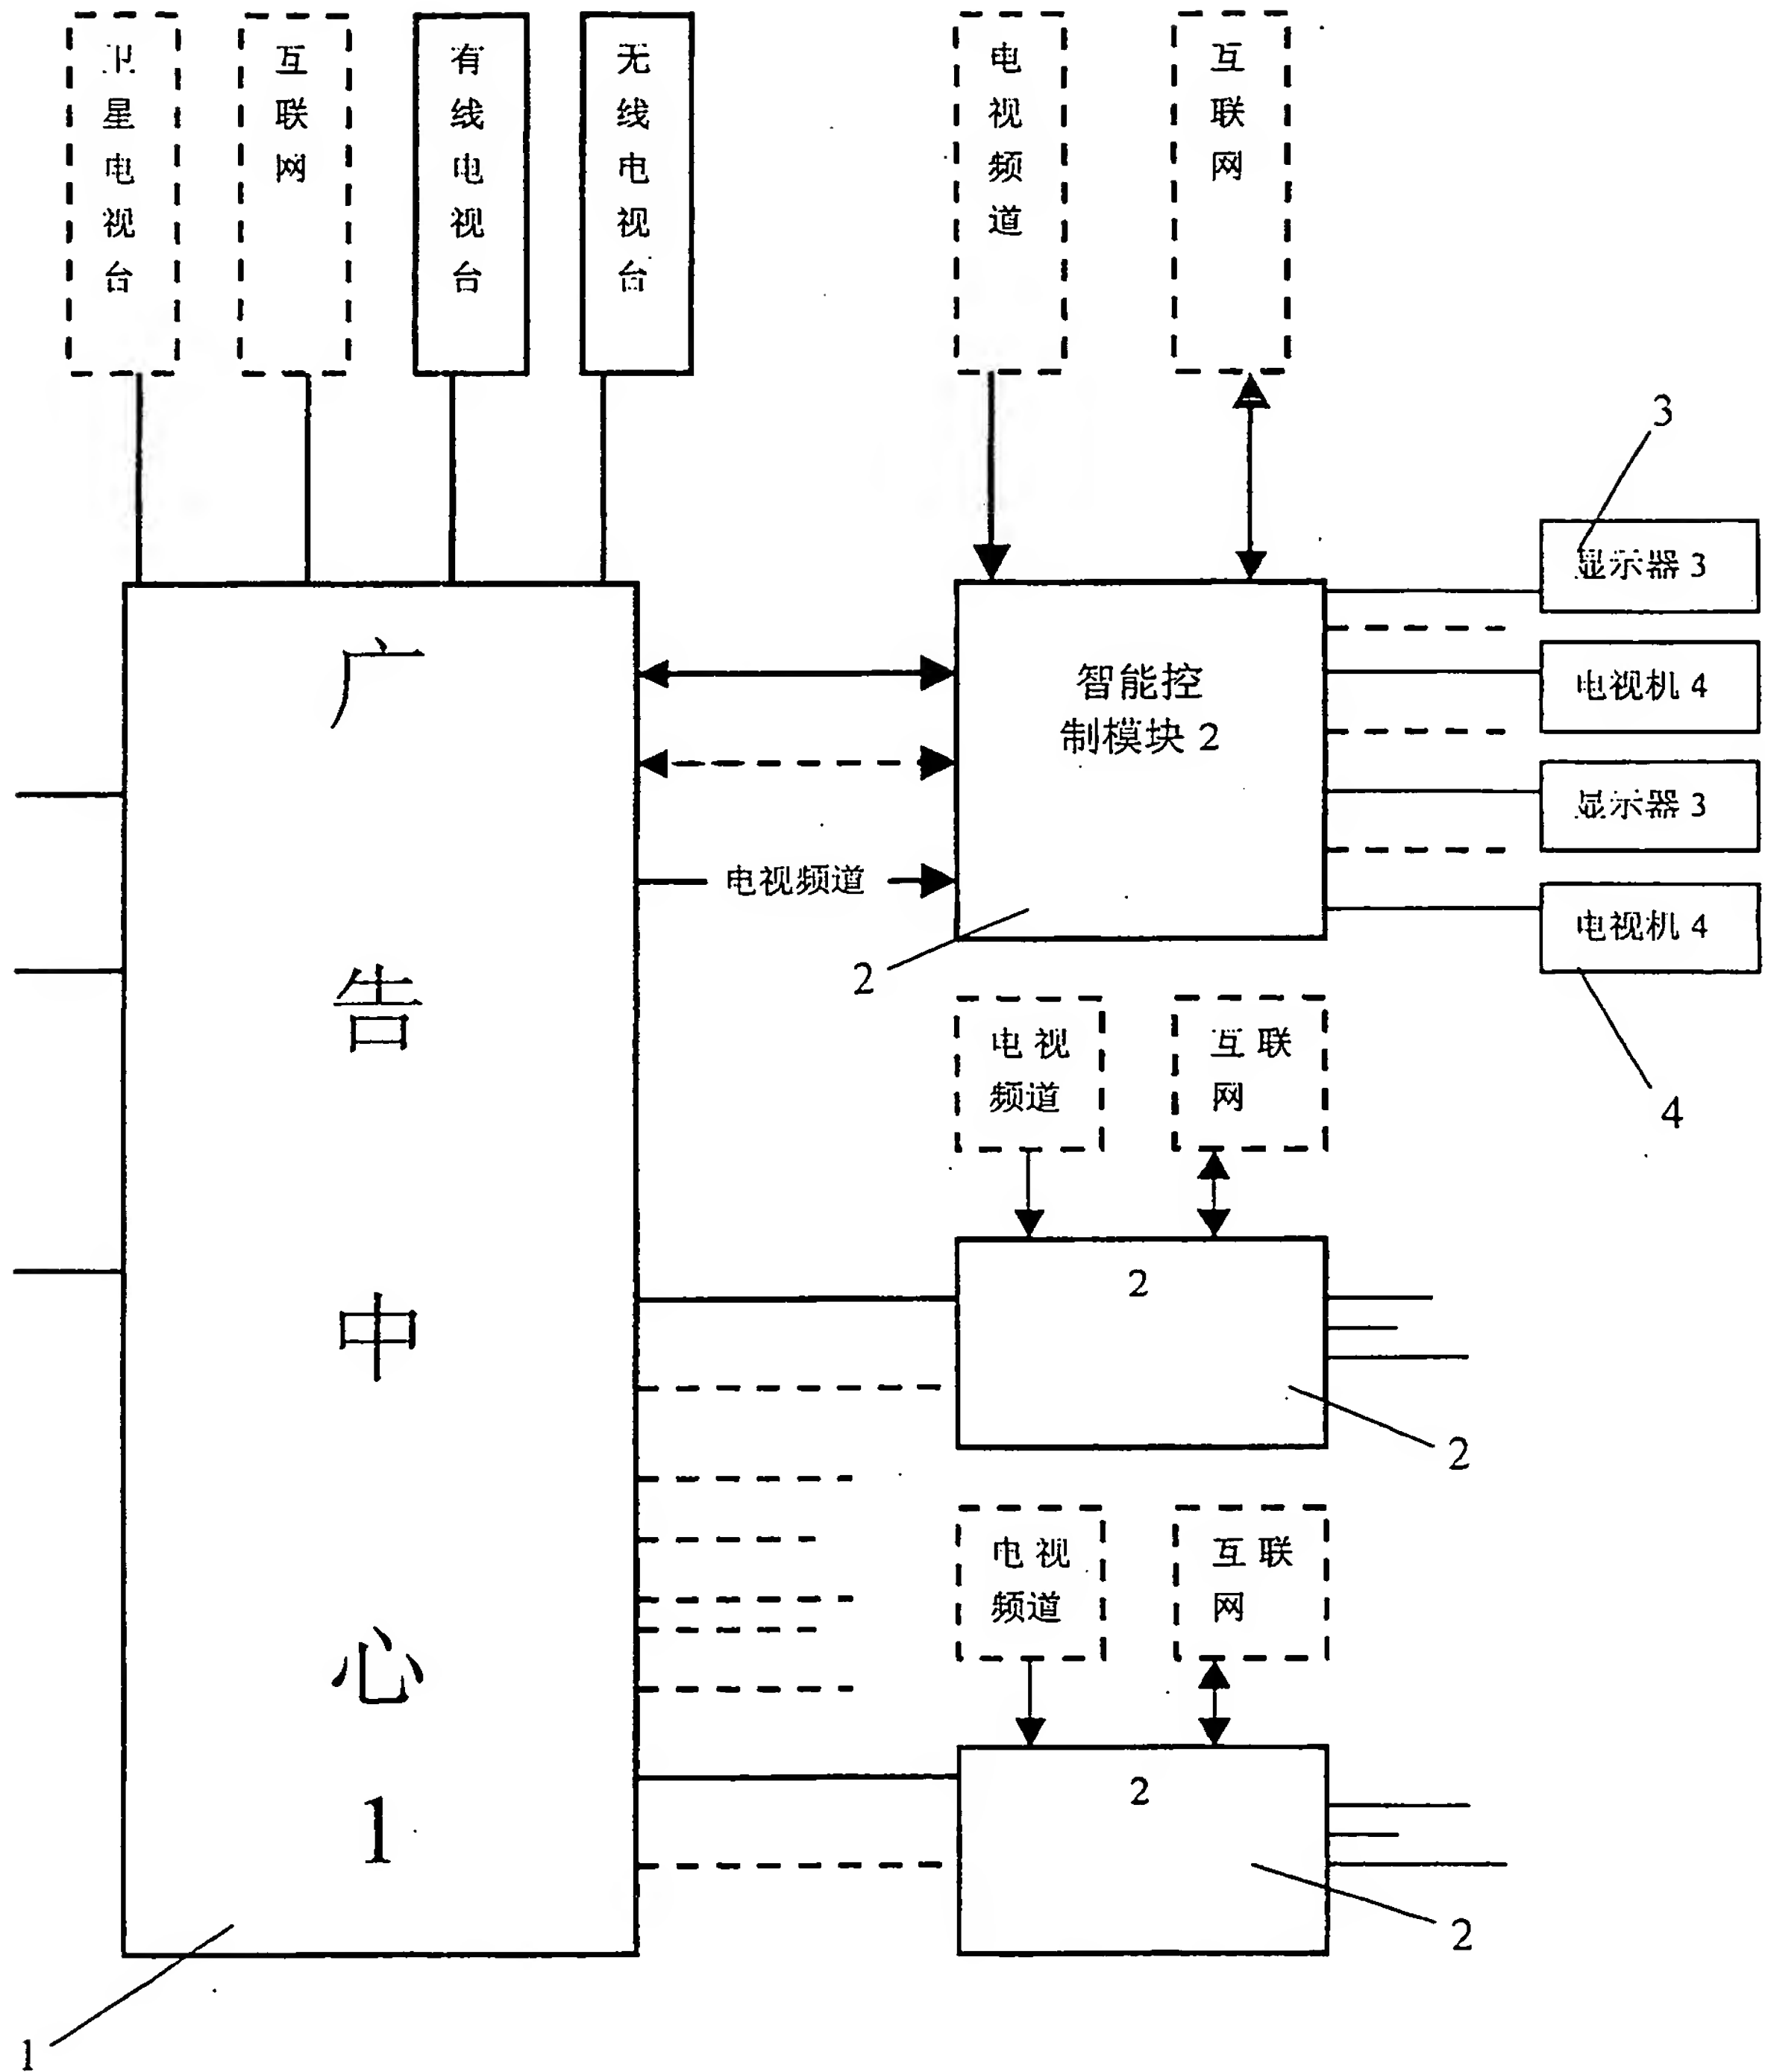 卫星电视台
互联网
有线电视台
无线电视台
电视频道
互联网
3
显示器 3
电视机 4
显示器 3
电视机 4
4
智能控
制模块 2
2
电视频道
广告中心1
1
电视
频道
互联
网
2
2
电视
频道
互联
网
2
2